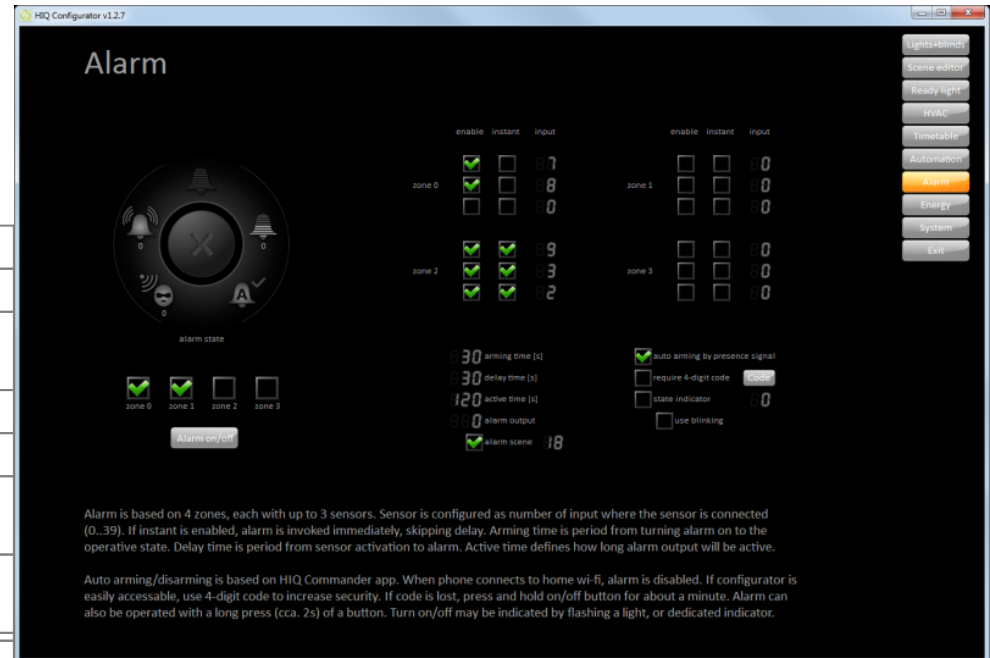 HIQ Configurator v1.2.7
Alarm
Lights+blinds
Scene editor
Ready light
HVAC
Timetable
Automation
Alarm
Energy
System
Exit
enable instant input
zone 0
7
8
0
enable instant input
zone 1
0
0
0
zone 2
9
3
2
zone 3
0
0
0
0
0
0
A
alarm state
zone 0 zone 1 zone 2 zone 3
Alarm on/off
30 arming time [s]
30 delay time [s]
120 active time [s]
0 alarm output
alarm scene 18
auto arming by presence signal
require 4-digit code Code
state indicator 0
use blinking
Alarm is based on 4 zones, each with up to 3 sensors. Sensor is configured as number of input where the sensor is connected
(0..39). If instant is enabled, alarm is invoked immediately, skipping delay. Arming time is period from turning alarm on to the
operative state. Delay time is period from sensor activation to alarm. Active time defines how long alarm output will be active.
Auto arming/disarming is based on HIQ Commander app. When phone connects to home wi-fi, alarm is disabled. If configurator is
easily accessable, use 4-digit code to increase security. If code is lost, press and hold on/off button for about a minute. Alarm can
also be operated with a long press (cca. 2s) of a button. Turn on/off may be indicated by flashing a light, or dedicated indicator.